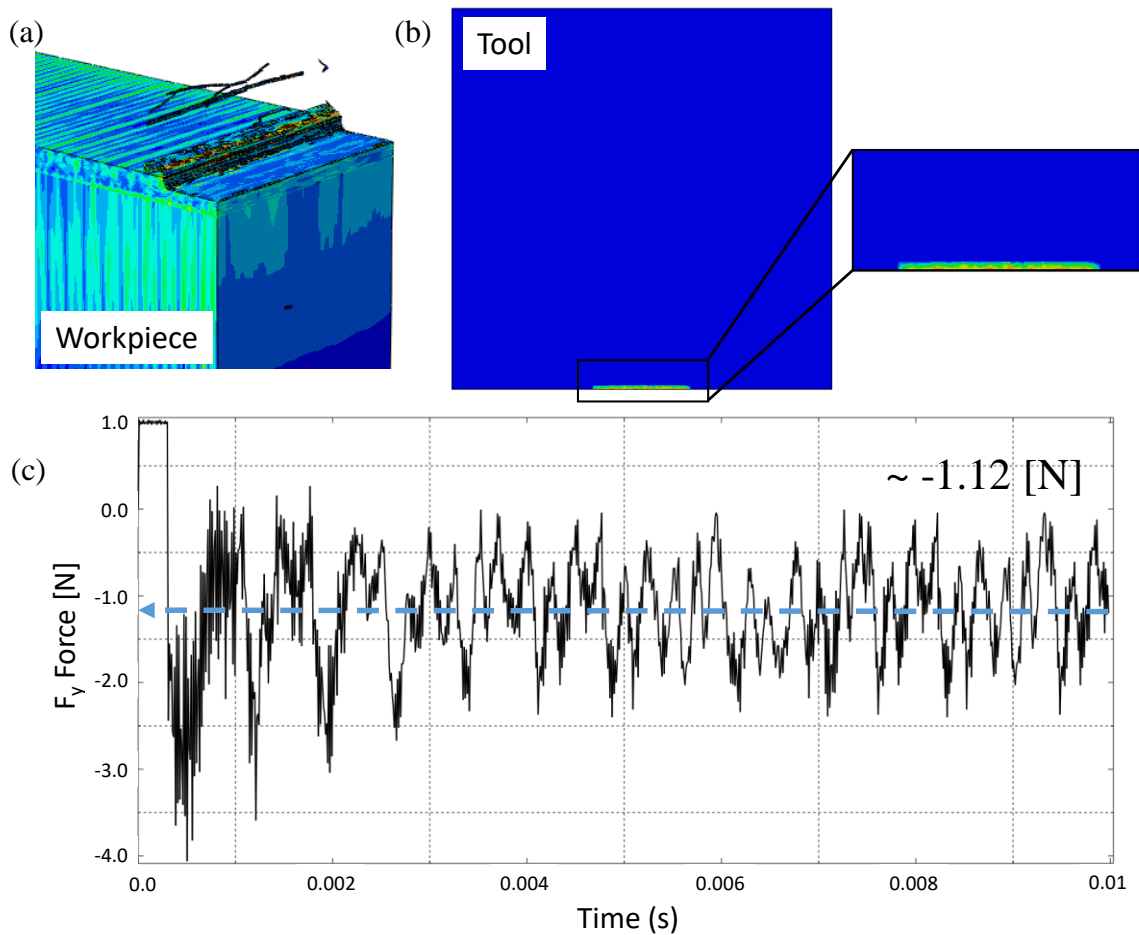 (a)
Workpiece
(b)
Tool
(c)
~ -1.12 [N]
Fy Force [N]
1.0
0.0
-1.0
-2.0
-3.0
-4.0
0.0 0.002 0.004 0.006 0.008 0.01
Time (s)